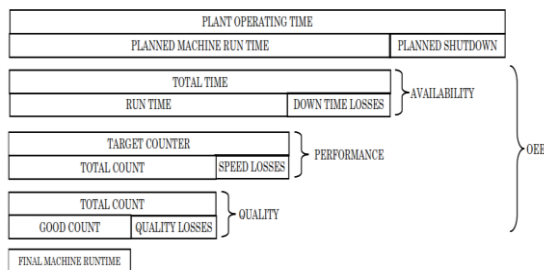 PLANT OPERATING TIME
PLANNED MACHINE RUN TIME PLANNED SHUTDOWN
TOTAL TIME
RUN TIME DOWN TIME LOSSES
AVAILABILITY
TARGET COUNTER
TOTAL COUNT SPEED LOSSES
PERFORMANCE
OEE
TOTAL COUNT
GOOD COUNT QUALITY LOSSES
QUALITY
FINAL MACHINE RUNTIME